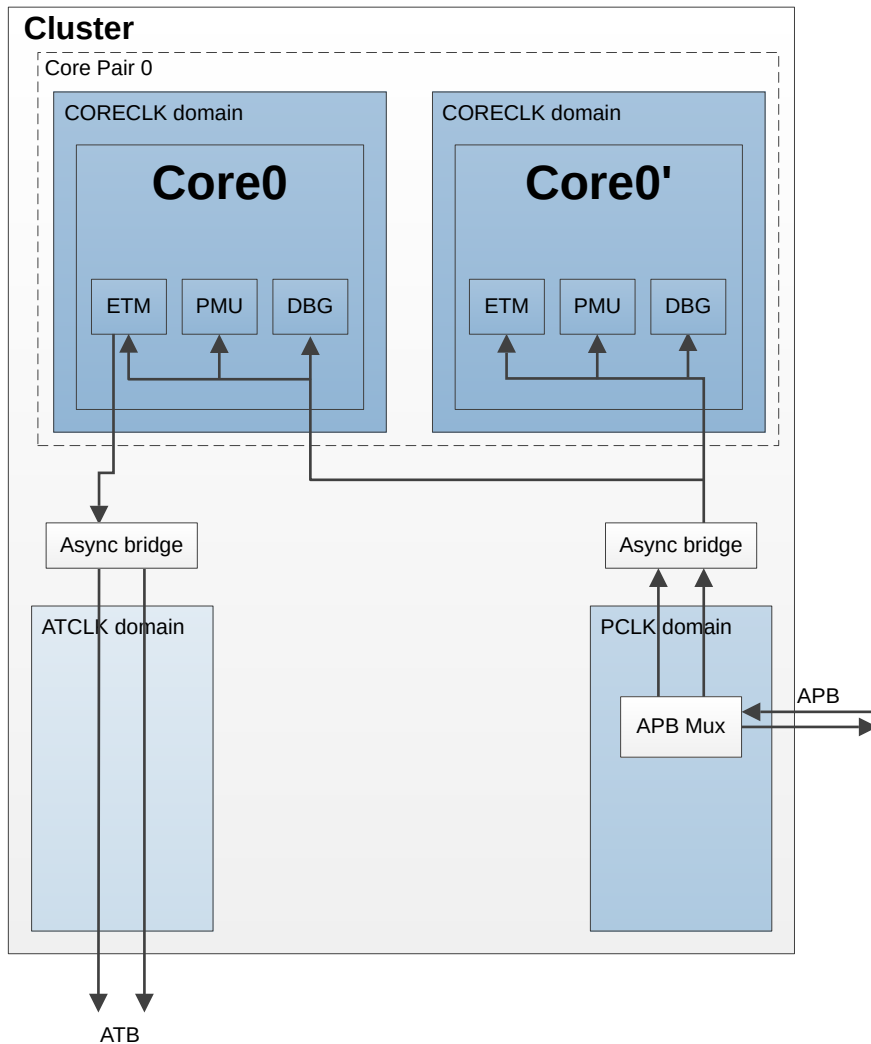 Cluster
Core Pair 0
CORECLK domain
Core0
ETM
PMU
DBG
CORECLK domain
Core0'
ETM
PMU
DBG
Async bridge
Async bridge
ATCLK domain
PCLK domain
APB Mux
APB
ATB